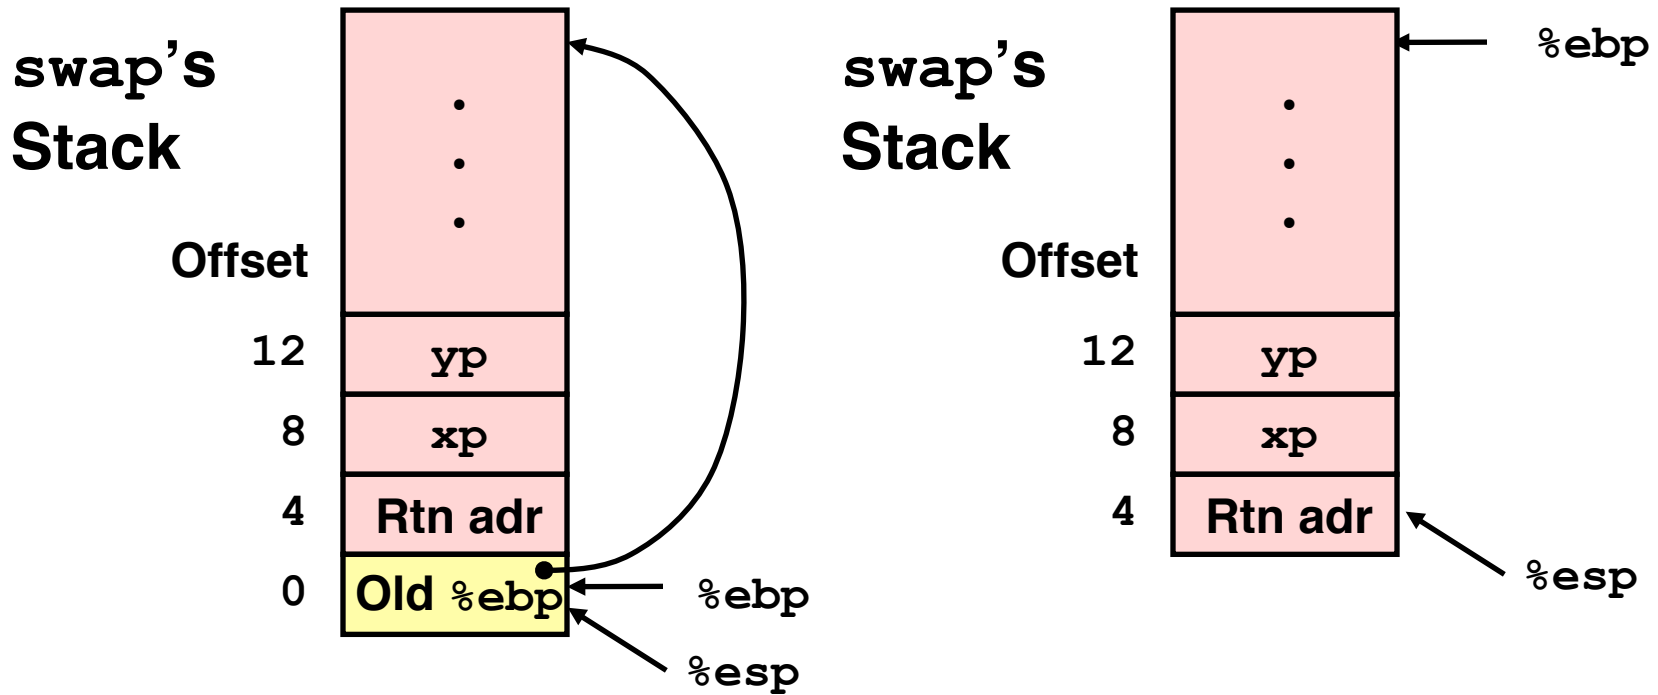 swap's
Stack
Offset
12 yp
8 xp
4 Rtn adr
0 Old %ebp
%ebp
%esp
swap's
Stack
%ebp
Offset
12 yp
8 xp
4 Rtn adr
%esp